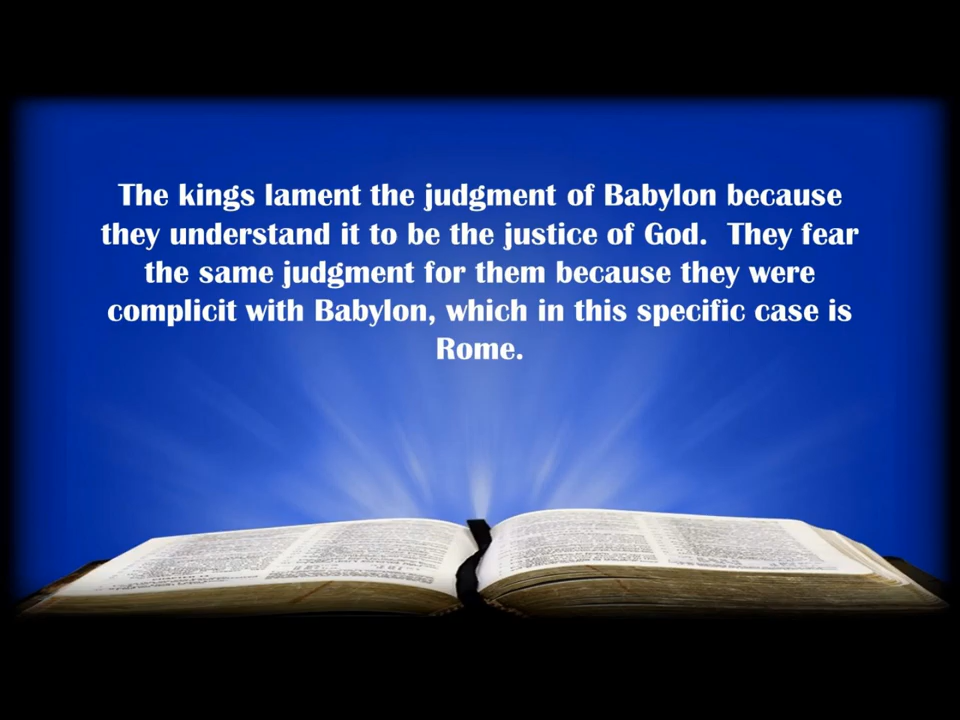 The kings lament the judgment of Babylon because
they understand it to be the justice of God.  They fear
the same judgment for them because they were
complicit with Babylon, which in this specific case is
Rome.